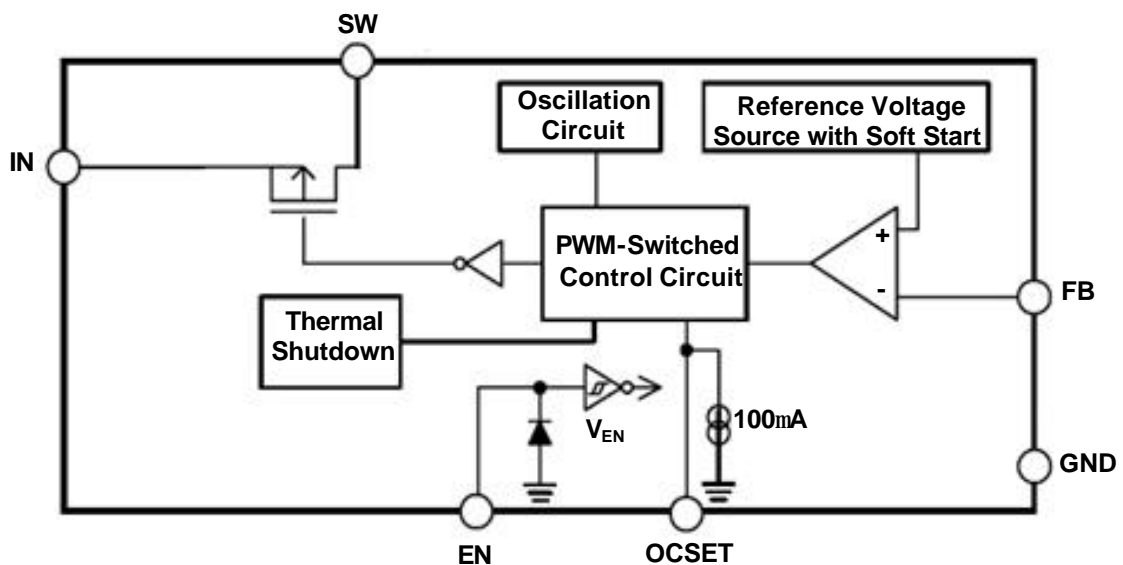 SW
Oscillation
Circuit
Reference Voltage
Source with Soft Start
IN
PWM-Switched
Control Circuit
+
-
FB
Thermal
Shutdown
VEN
100mA
GND
EN
OCSET